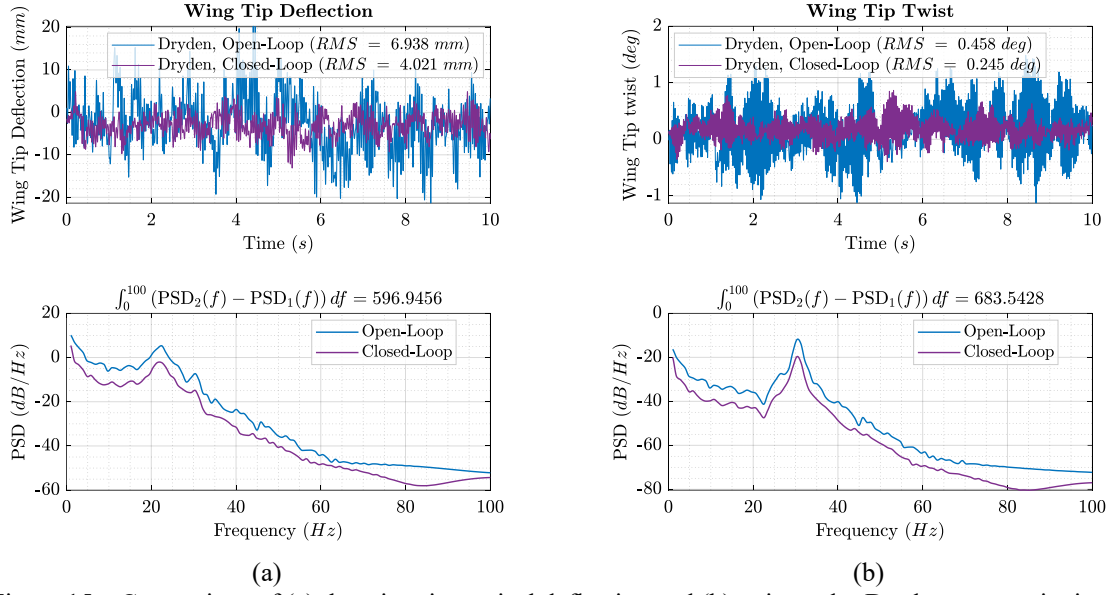 Wing Tip Deflection
Wing Tip Deflection (mm)
20
10
0
-10
-20
Dryden, Open-Loop (RMS = 6.938 mm)
Dryden, Closed-Loop (RMS = 4.021 mm)
0 2 4 6 8 10
Time (s)
Wing Tip Twist
Wing Tip twist (deg)
2
1
0
-1
Dryden, Open-Loop (RMS = 0.458 deg)
Dryden, Closed-Loop (RMS = 0.245 deg)
0 2 4 6 8 10
Time (s)
∫₀¹⁰⁰ (PSD₂(f) − PSD₁(f)) df = 596.9456
PSD (dB/Hz)
20
0
-20
-40
-60
Open-Loop
Closed-Loop
0 20 40 60 80 100
Frequency (Hz)
(a)
∫₀¹⁰⁰ (PSD₂(f) − PSD₁(f)) df = 683.5428
PSD (dB/Hz)
0
-20
-40
-60
-80
Open-Loop
Closed-Loop
0 20 40 60 80 100
Frequency (Hz)
(b)